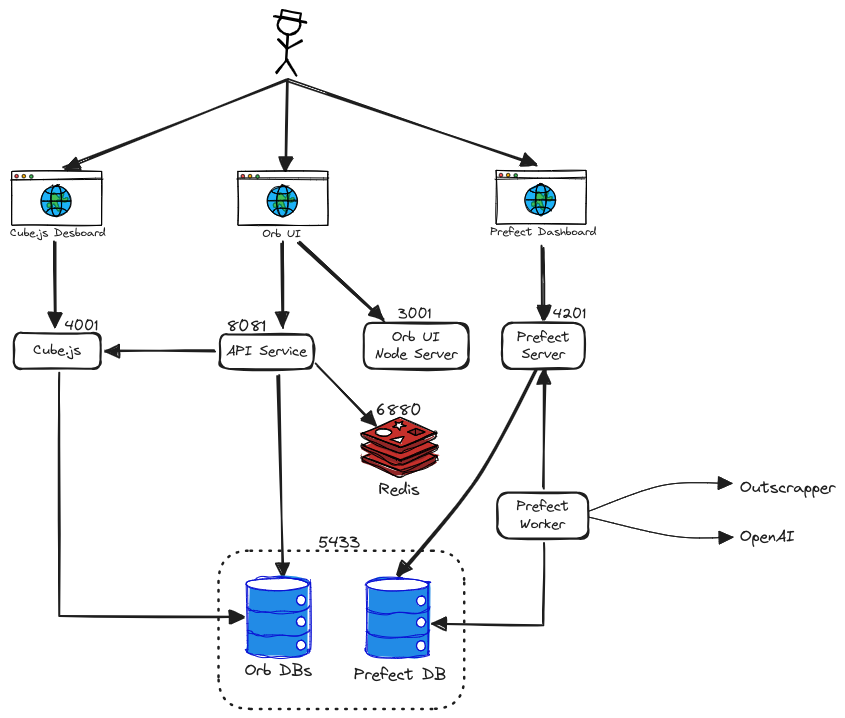 Cube.js Desboard
Orb UI
Prefect Dashboard
4001
8081
3001
4201
Cube.js
API Service
Orb UI
Node Server
Prefect
Server
6880
Redis
Prefect
Worker
Outscrapper
OpenAI
5433
Orb DBs
Prefect DB